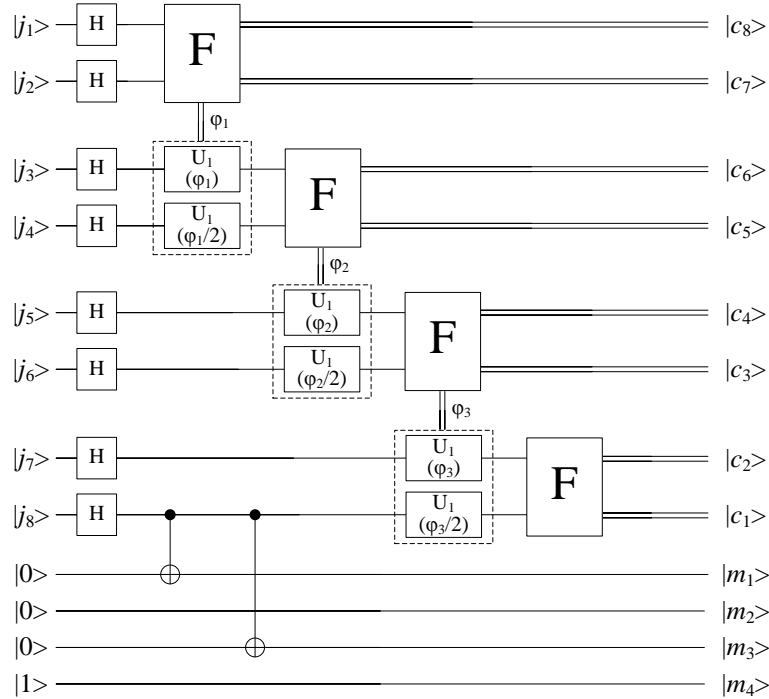 |j₁> H F |c₈>
|j₂> H |c₇>
φ₁
|j₃> H U₁ (φ₁) F |c₆>
|j₄> H U₁ (φ₁/2) |c₅>
φ₂
|j₅> H U₁ (φ₂) F |c₄>
|j₆> H U₁ (φ₂/2) |c₃>
φ₃
|j₇> H U₁ (φ₃) F |c₂>
|j₈> H U₁ (φ₃/2) |c₁>
|0> |m₁>
|0> |m₂>
|0> |m₃>
|1> |m₄>